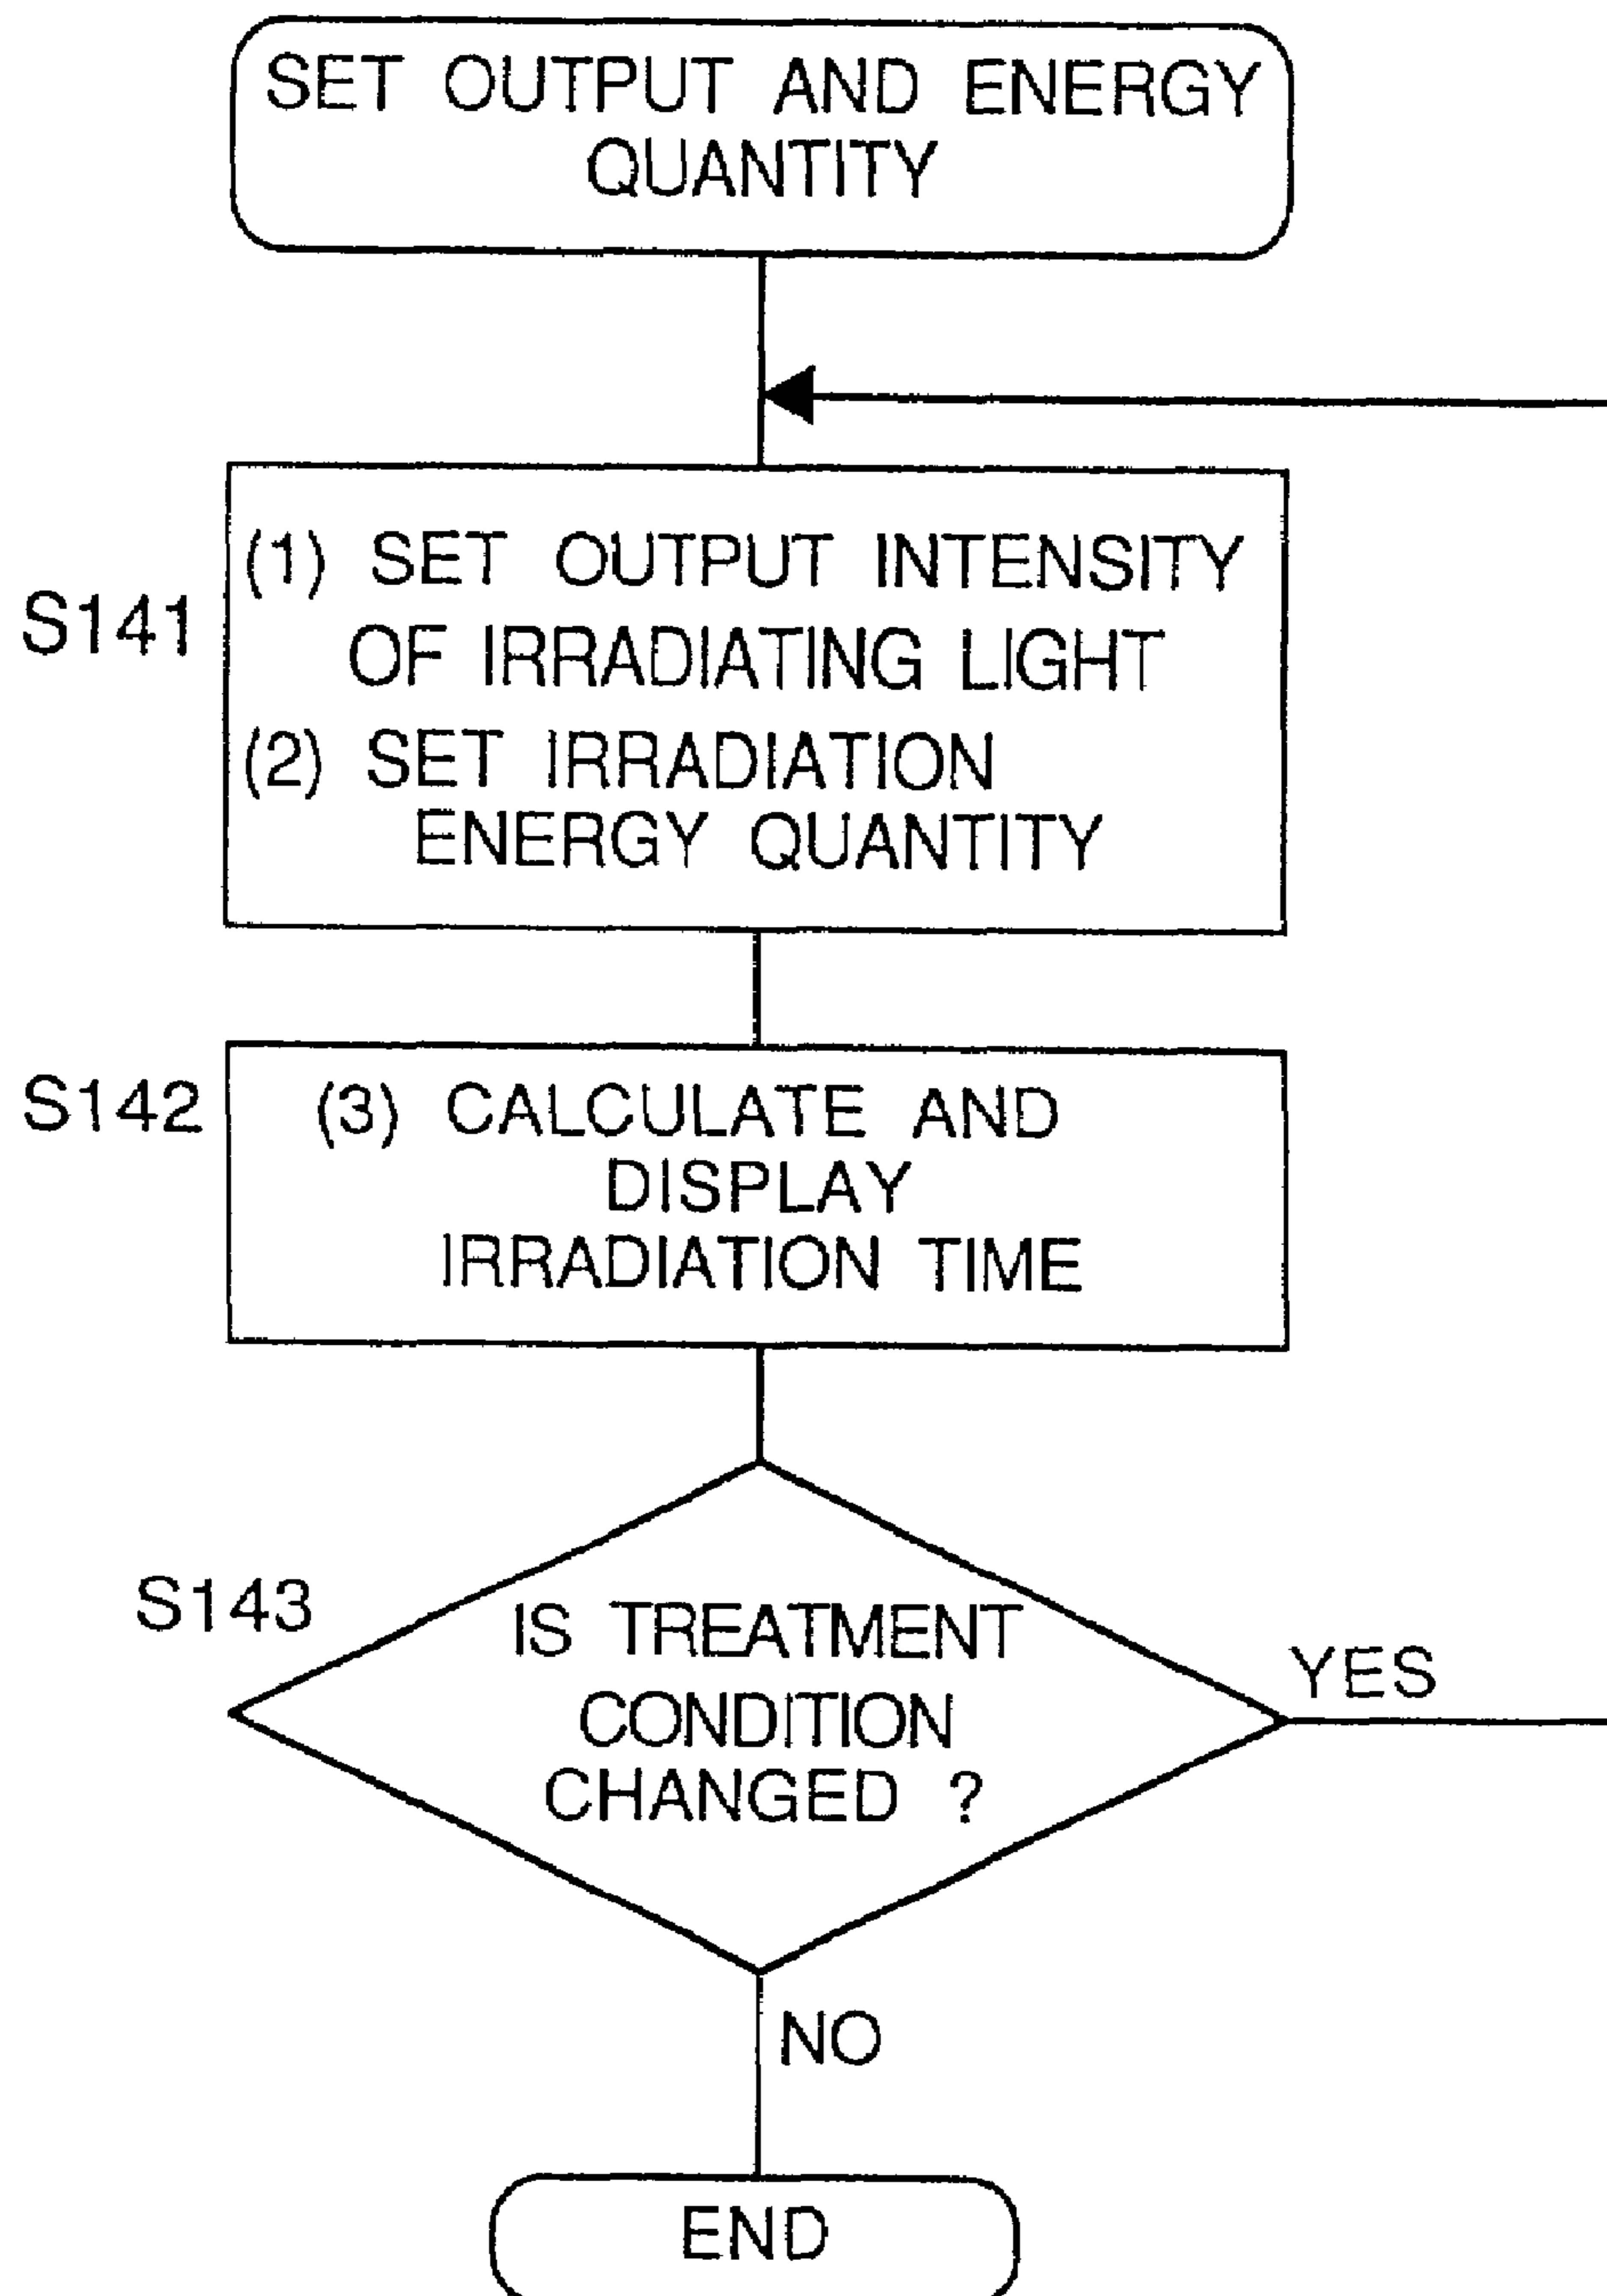 SET OUTPUT AND ENERGY
QUANTITY
S141
(1) SET OUTPUT INTENSITY
OF IRRADIATING LIGHT
(2) SET IRRADIATION
ENERGY QUANTITY
S142
(3) CALCULATE AND
DISPLAY
IRRADIATION TIME
S143
IS TREATMENT
CONDITION
CHANGED ?
YES
NO
END